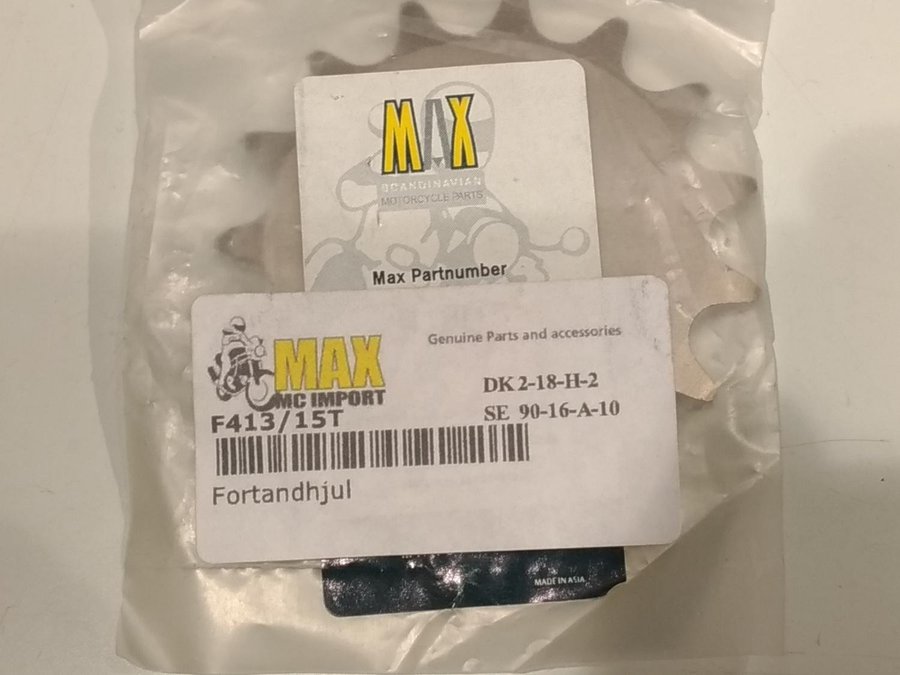 MAX
SCANDINAVIAN
MOTORCYCLE PARTS
Max Partnumber
MAX
MC IMPORT
Genuine Parts and accessories
DK 2-18-H-2
SE 90-16-A-10
F413/15T
Fortandhjul
MADE IN ASIA